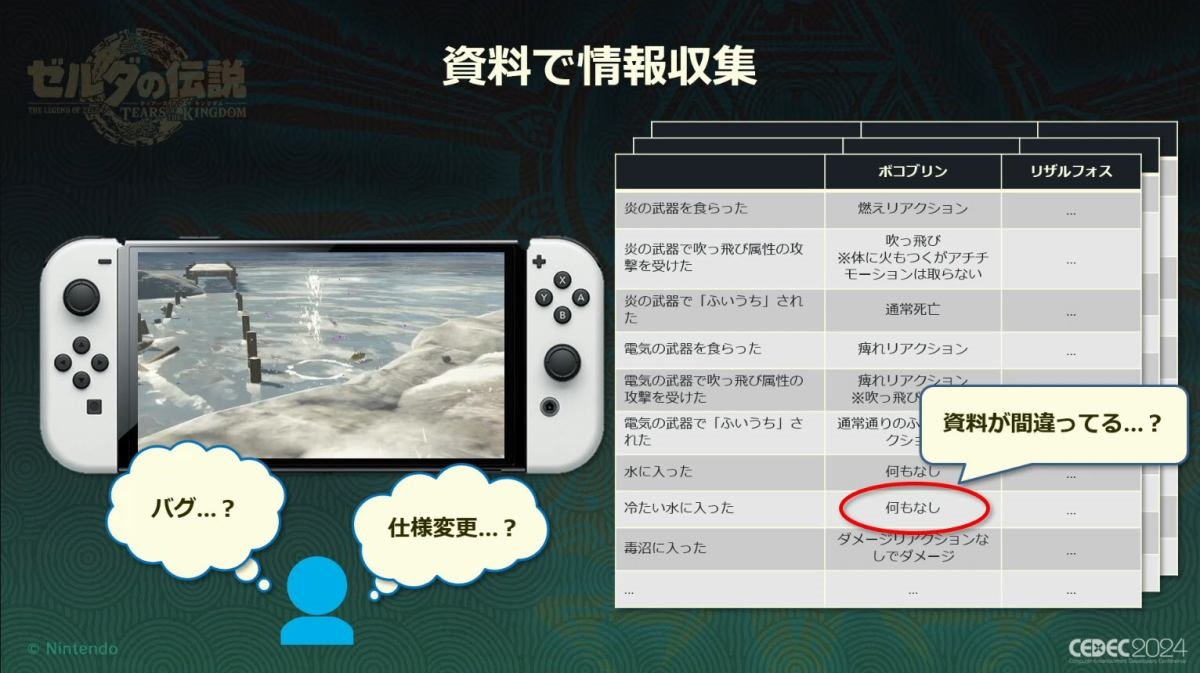 資料で情報収集
ゼルダの伝説
THE LEGEND OF ZELDA
TEARS OF THE KINGDOM
ボコブリン リザルフォス
炎の武器を食らった 燃えリアクション ...
炎の武器で吹っ飛び属性の攻
撃を受けた
吹っ飛び
※体に火もつくがアチチ
モーションは取らない
...
炎の武器で「ふいうち」され
た
通常死亡
...
電気の武器を食らった 痺れリアクション ...
電気の武器で吹っ飛び属性の
攻撃を受けた
痺れリアクション
※吹っ飛び
電気の武器で「ふいうち」さ
れた
通常通りのふ
クショ
水に入った 何もなし ...
冷たい水に入った 何もなし ...
毒沼に入った
ダメージリアクションな
しでダメージ
...
... ... ...
資料が間違ってる...？
バグ...？
仕様変更...？
X
Y
A
B
© Nintendo
CEDEC2024
Computer Entertainment Developers Conference